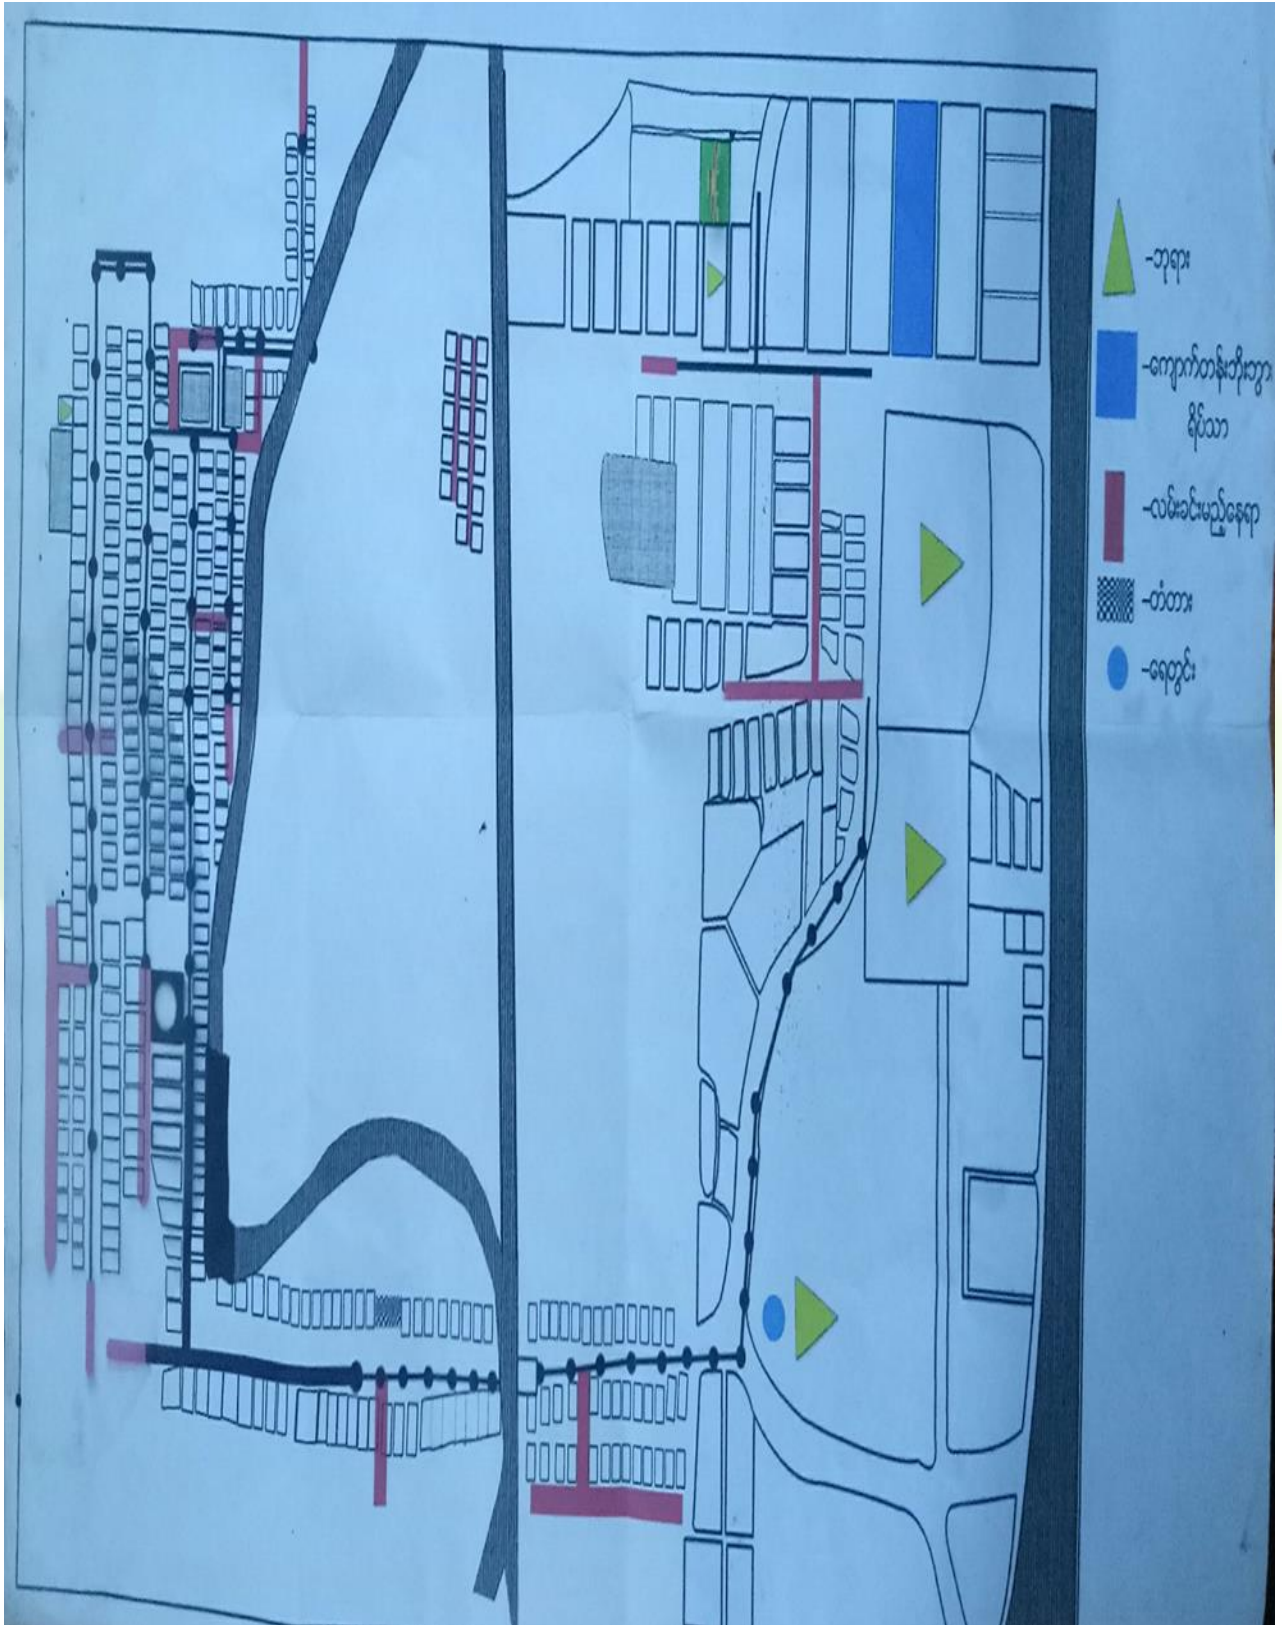 -ဘုရား
-ကျောက်တန်းဘိုးဘွား
ရိပ်သာ
-လမ်းခင်းမည့်နေရာ
-တံတား
-ရေတွင်း